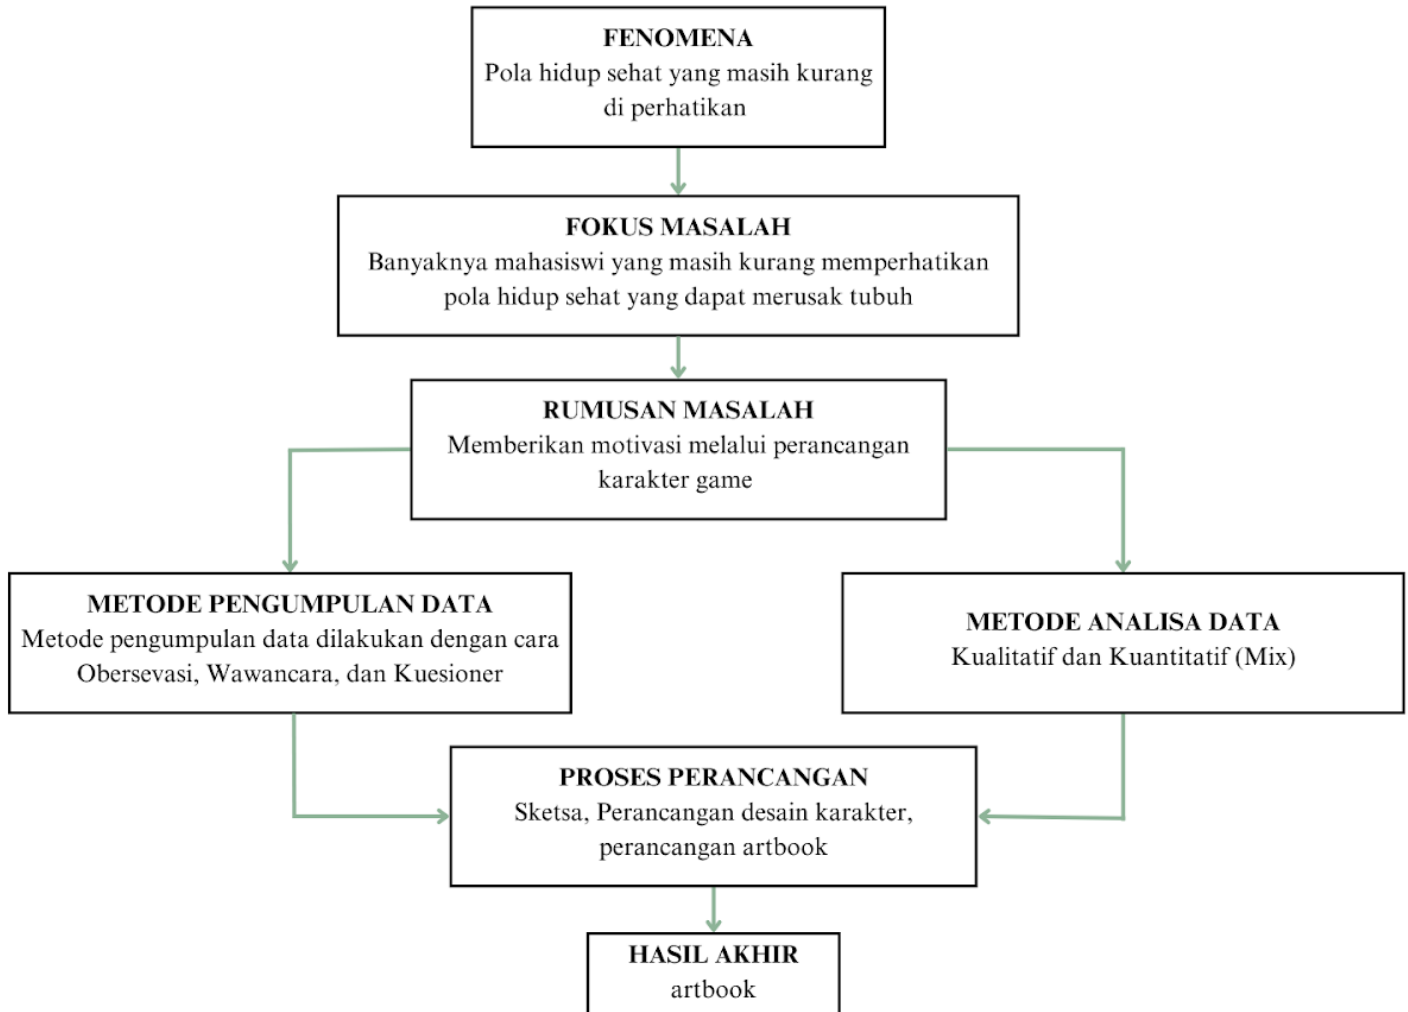 FENOMENA
Pola hidup sehat yang masih kurang
di perhatikan
FOKUS MASALAH
Banyaknya mahasiswi yang masih kurang memperhatikan
pola hidup sehat yang dapat merusak tubuh
RUMUSAN MASALAH
Memberikan motivasi melalui perancangan
karakter game
METODE PENGUMPULAN DATA
Metode pengumpulan data dilakukan dengan cara
Obersevasi, Wawancara, dan Kuesioner
METODE ANALISA DATA
Kualitatif dan Kuantitatif (Mix)
PROSES PERANCANGAN
Sketsa, Perancangan desain karakter,
perancangan artbook
HASIL AKHIR
artbook